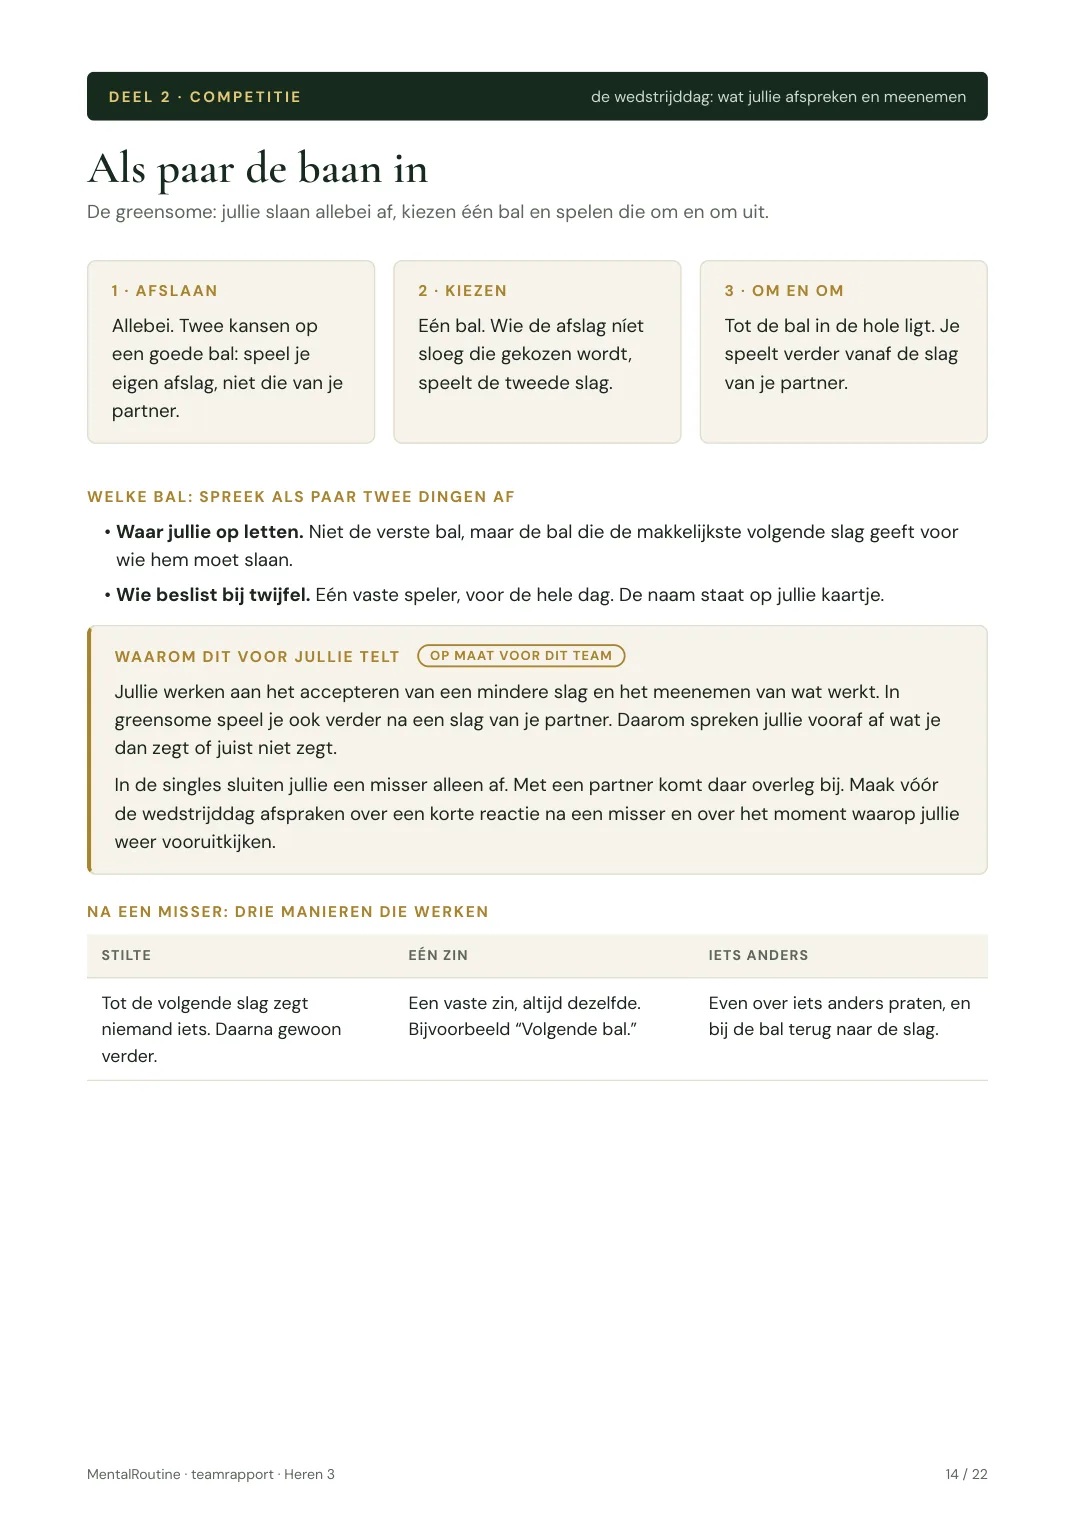 DEEL 2 · COMPETITIE
de wedstrijddag: wat jullie afspreken en meenemen
Als paar de baan in
De greensome: jullie slaan allebei af, kiezen één bal en spelen die om en om uit.
1 · AFSLAAN
Allebei. Twee kansen op
een goede bal: speel je
eigen afslag, niet die van je
partner.
2 · KIEZEN
Eén bal. Wie de afslag níet
sloeg die gekozen wordt,
speelt de tweede slag.
3 · OM EN OM
Tot de bal in de hole ligt. Je
speelt verder vanaf de slag
van je partner.
WELKE BAL: SPREEK ALS PAAR TWEE DINGEN AF
• Waar jullie op letten. Niet de verste bal, maar de bal die de makkelijkste volgende slag geeft voor
wie hem moet slaan.
• Wie beslist bij twijfel. Eén vaste speler, voor de hele dag. De naam staat op jullie kaartje.
WAAROM DIT VOOR JULLIE TELT
OP MAAT VOOR DIT TEAM
Jullie werken aan het accepteren van een mindere slag en het meenemen van wat werkt. In
greensome speel je ook verder na een slag van je partner. Daarom spreken jullie vooraf af wat je
dan zegt of juist niet zegt.
In de singles sluiten jullie een misser alleen af. Met een partner komt daar overleg bij. Maak vóór
de wedstrijddag afspraken over een korte reactie na een misser en over het moment waarop jullie
weer vooruitkijken.
NA EEN MISSER: DRIE MANIEREN DIE WERKEN
STILTE
Tot de volgende slag zegt
niemand iets. Daarna gewoon
verder.
EÉN ZIN
Een vaste zin, altijd dezelfde.
Bijvoorbeeld “Volgende bal.”
IETS ANDERS
Even over iets anders praten, en
bij de bal terug naar de slag.
MentalRoutine · teamrapport · Heren 3
14 / 22